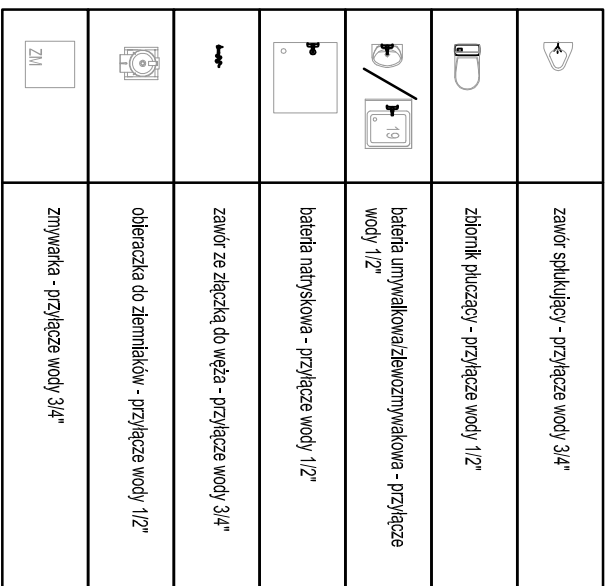 zawór spłukujący - przyłącze wody 3/4"
zbiornik płuczący - przyłącze wody 1/2"
19
bateria umywalkowa/zlewozmywakowa - przyłącze
wody 1/2"
bateria natryskowa - przyłącze wody 1/2"
zawór ze złączką do węża - przyłącze wody 3/4"
obieraczka do ziemniaków - przyłącze wody 1/2"
ZM
zmywarka - przyłącze wody 3/4"